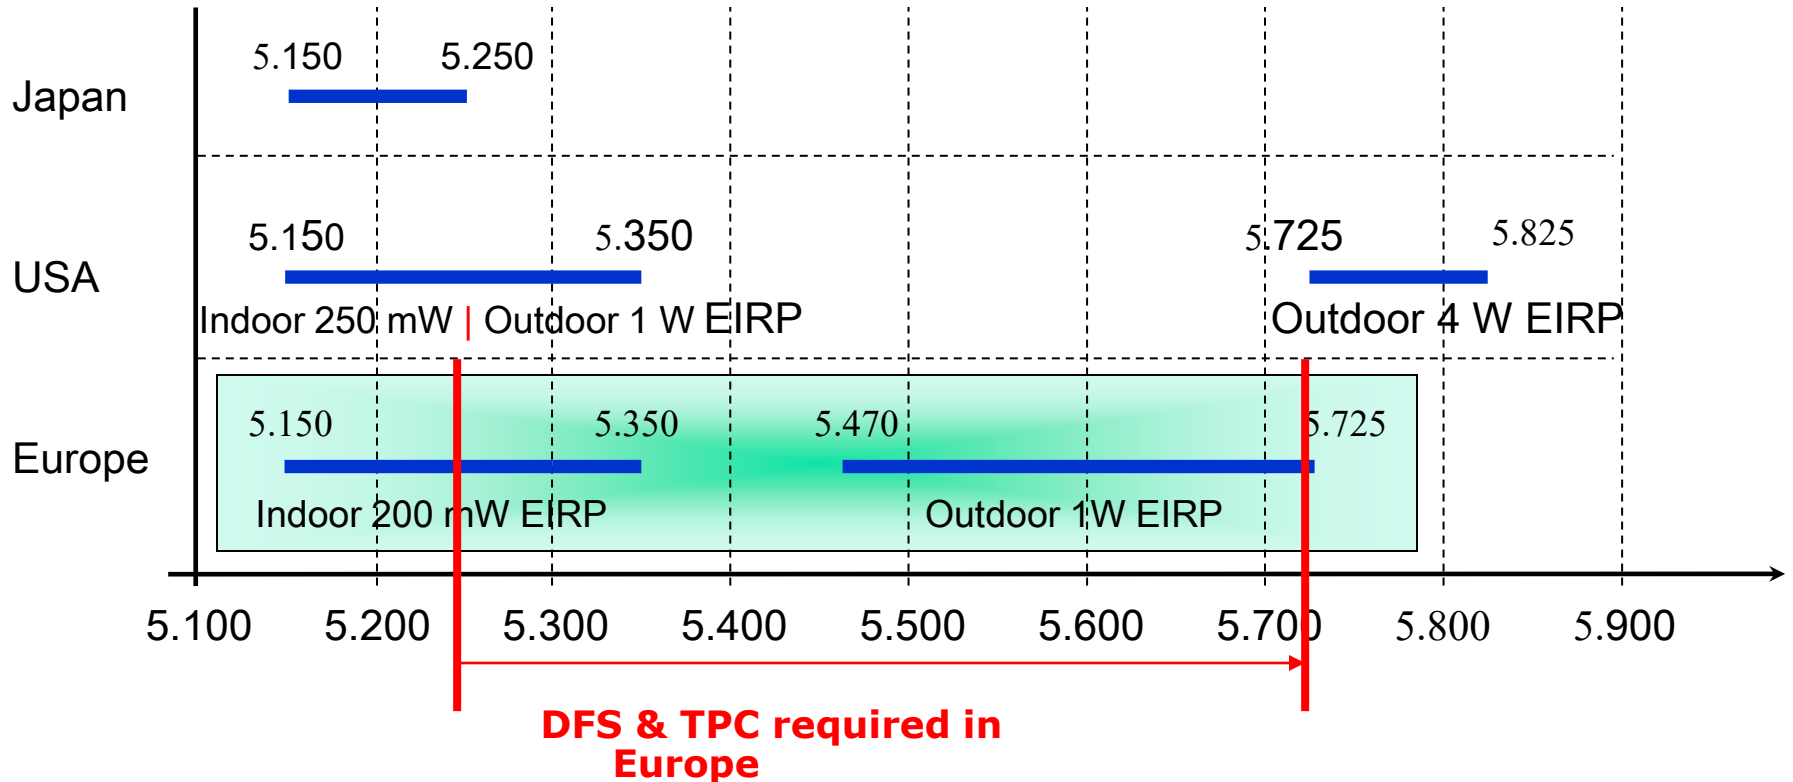 5.150 5.250
Japan
5.150 5.350 5.725 5.825
USA
Indoor 250 mW | Outdoor 1 W EIRP Outdoor 4 W EIRP
5.150 5.350 5.470 5.725
Europe
Indoor 200 mW EIRP Outdoor 1W EIRP
5.100 5.200 5.300 5.400 5.500 5.600 5.700 5.800 5.900
DFS & TPC required in
Europe